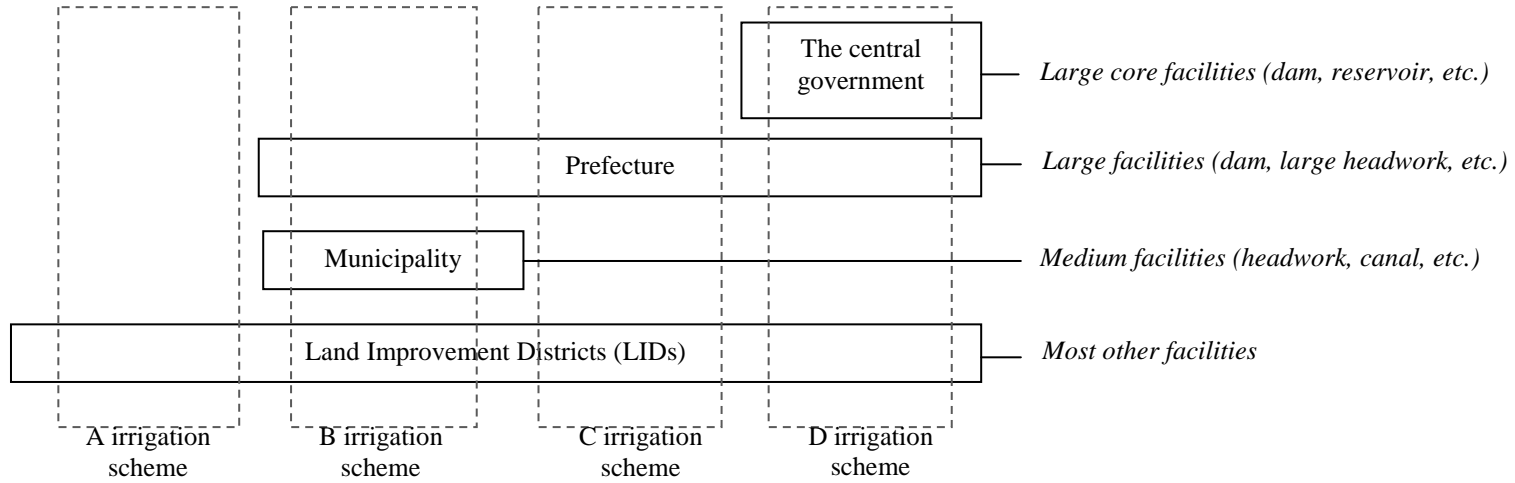 The central
government
Large core facilities (dam, reservoir, etc.)
Prefecture
Large facilities (dam, large headwork, etc.)
Municipality
Medium facilities (headwork, canal, etc.)
Land Improvement Districts (LIDs)
Most other facilities
A irrigation
scheme
B irrigation
scheme
C irrigation
scheme
D irrigation
scheme